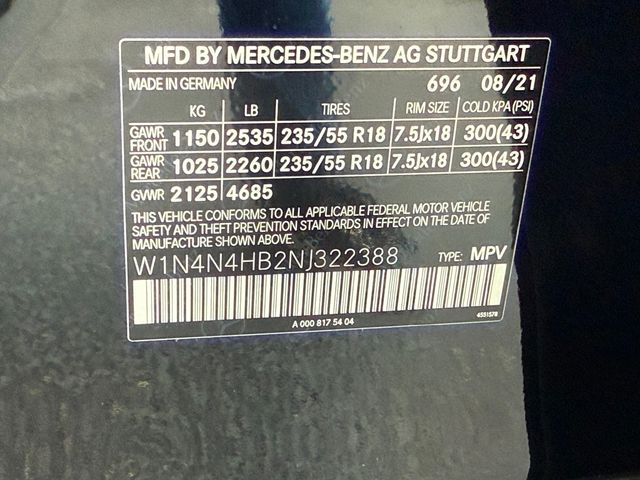 MFD BY MERCEDES-BENZ AG STUTTGART
MADE IN GERMANY 696 08/21
KG LB TIRES RIM SIZE COLD KPA(PSI)
GAWR FRONT 1150 2535 235/55 R18 7.5Jx18 300(43)
GAWR REAR 1025 2260 235/55 R18 7.5Jx18 300(43)
GVWR 2125 4685
THIS VEHICLE CONFORMS TO ALL APPLICABLE FEDERAL MOTOR VEHICLE
SAFETY AND THEFT PREVENTION STANDARDS IN EFFECT ON THE DATE
OF MANUFACTURE SHOWN ABOVE.
W1N4N4HB2NJ322388 TYPE: MPV
A 000 817 54 04 4551578